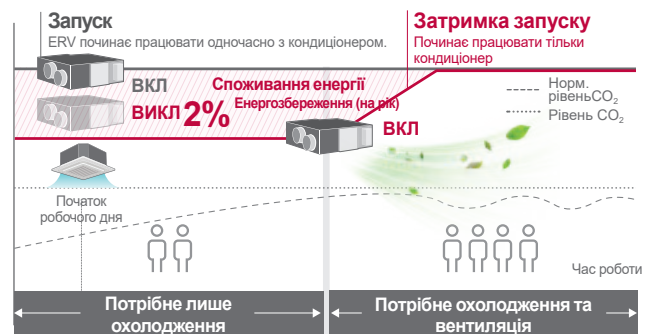 Запуск
ERV починає працювати одночасно з кондиціонером.
Затримка запуску
Починає працювати тільки
кондиціонер
ВКЛ
ВИКЛ 2%
Споживання енергії
Енергозбереження (на рік)
ВКЛ
Норм.
рівеньCO₂
Рівень CO₂
Початок
робочого дня
Час роботи
Потрібне лише
охолодження
Потрібне охолодження та
вентиляція